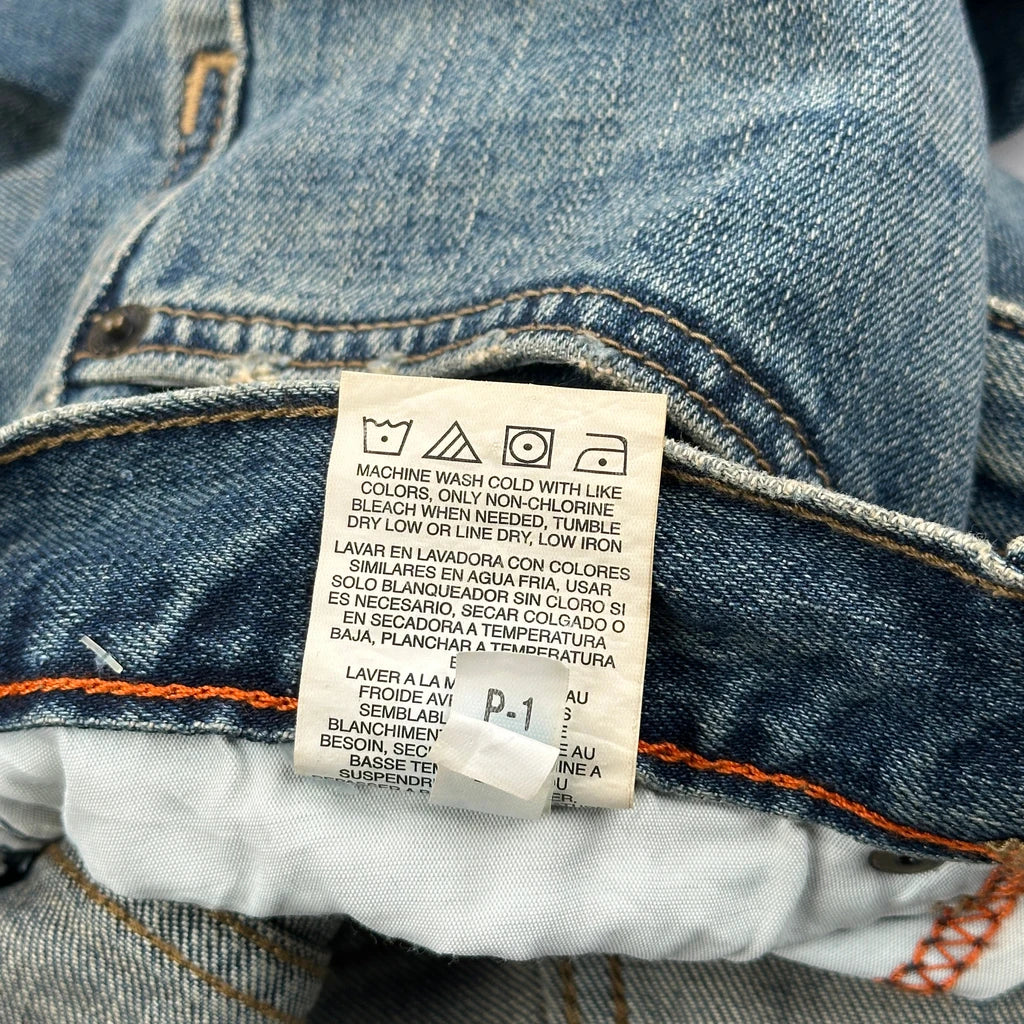 MACHINE WASH COLD WITH LIKE
COLORS, ONLY NON-CHLORINE
BLEACH WHEN NEEDED, TUMBLE
DRY LOW OR LINE DRY, LOW IRON
LAVAR EN LAVADORA CON COLORES
SIMILARES EN AGUA FRIA, USAR
SOLO BLANQUEADOR SIN CLORO SI
ES NECESARIO, SECAR COLGADO O
EN SECADORA A TEMPERATURA
BAJA, PLANCHAR A TEMPERATURA
LAVER A LA AU
FROIDE
BLANCHIMENT
BESOIN, AU
BASSE A
P-1